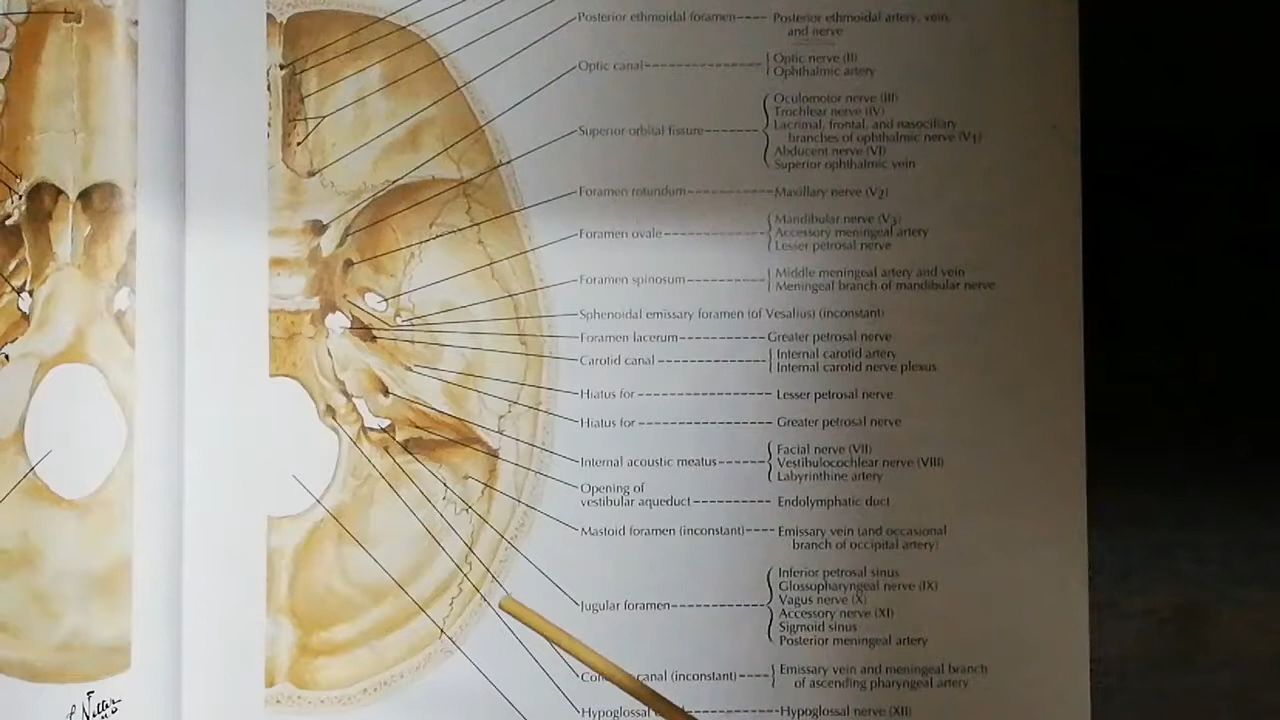 Posterior ethmoidal foramen---- Posterior ethmoidal artery, vein,
and nerve
Optic canal Optic nerve (II)
Ophthalmic artery
Superior orbital fissure Oculomotor nerve (III)
Trochlear nerve (IV)
Lacrimal, frontal, and nasociliary
branches of ophthalmic nerve (V1)
Abducent nerve (VI)
Superior ophthalmic vein
Foramen rotundum Maxillary nerve (V2)
Foramen ovale Mandibular nerve (V3)
Accessory meningeal artery
Lesser petrosal nerve
Foramen spinosum Middle meningeal artery and vein
Meningeal branch of mandibular nerve
Sphenoidal emissary foramen (of Vesalius) (inconstant)
Foramen lacerum Greater petrosal nerve
Carotid canal Internal carotid artery
Internal carotid nerve plexus
Hiatus for Lesser petrosal nerve
Hiatus for Greater petrosal nerve
Internal acoustic meatus Facial nerve (VII)
Vestibulocochlear nerve (VIII)
Labyrinthine artery
Opening of
vestibular aqueduct Endolymphatic duct
Mastoid foramen (inconstant) Emissary vein (and occasional
branch of occipital artery)
Jugular foramen Inferior petrosal sinus
Glossopharyngeal nerve (IX)
Vagus nerve (X)
Accessory nerve (XI)
Sigmoid sinus
Posterior meningeal artery
canal (inconstant) Emissary vein and meningeal branch
of ascending pharyngeal artery
Hypoglossal Hypoglossal nerve (XII)
F. Netter
M.D.